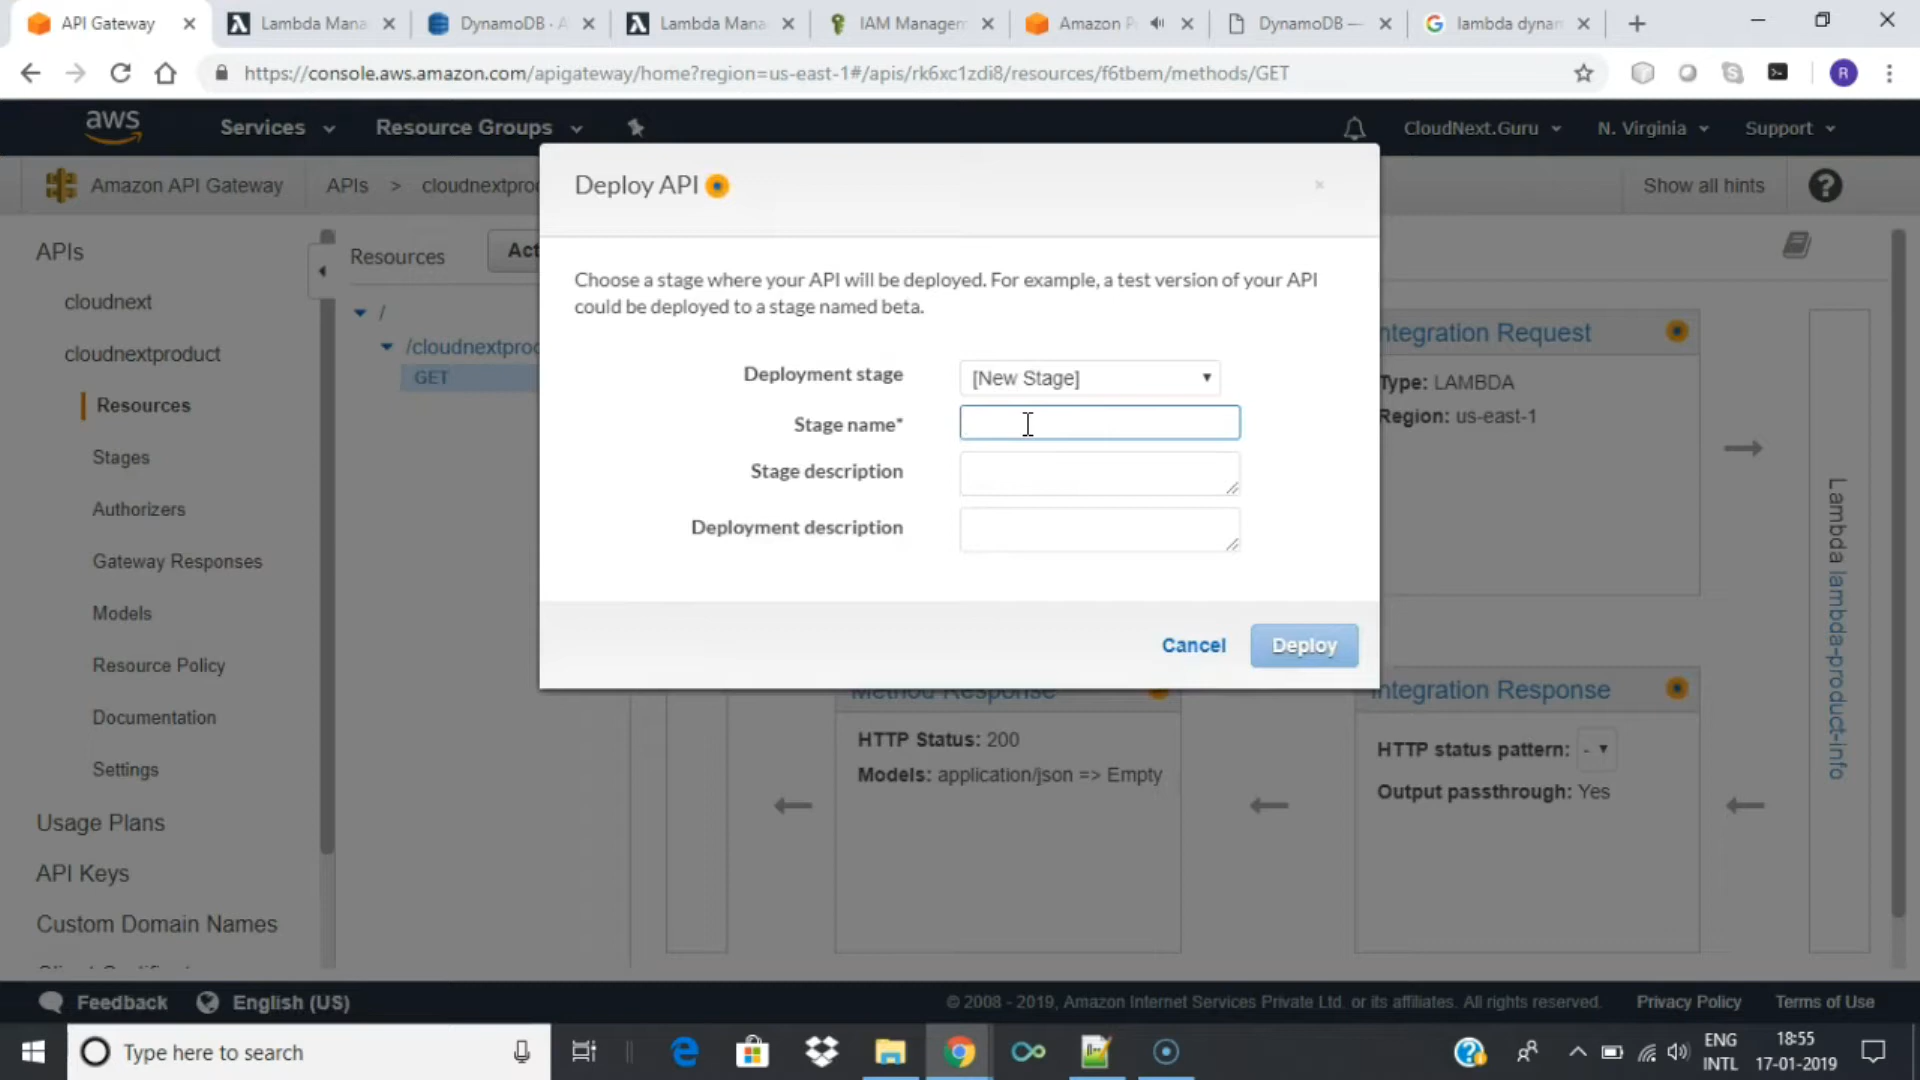 API Gateway
Lambda Mana
DynamoDB · A
Lambda Mana
IAM Managem
Amazon P
DynamoDB —
lambda dynam
https://console.aws.amazon.com/apigateway/home?region=us-east-1#/apis/rk6xc1zdi8/resources/f6tbem/methods/GET
R
aws
Services
Resource Groups
CloudNext.Guru
N. Virginia
Support
Amazon API Gateway
APIs
>
cloudnextprod
Show all hints
?
Deploy API
×
Choose a stage where your API will be deployed. For example, a test version of your API
could be deployed to a stage named beta.
Deployment stage
[New Stage]
Stage name*
Stage description
Deployment description
Cancel
Deploy
APIs
cloudnext
cloudnextproduct
Resources
Stages
Authorizers
Gateway Responses
Models
Resource Policy
Documentation
Settings
Usage Plans
API Keys
Custom Domain Names
Resources
Act
/
/cloudnextprod
GET
Integration Request
Type: LAMBDA
Region: us-east-1
Lambda lambda-product-info
Method Response
HTTP Status: 200
Models: application/json => Empty
Integration Response
HTTP status pattern: -
Output passthrough: Yes
Feedback
English (US)
© 2008 - 2019, Amazon Internet Services Private Ltd. or its affiliates. All rights reserved.
Privacy Policy
Terms of Use
Type here to search
ENG
INTL
18:55
17-01-2019